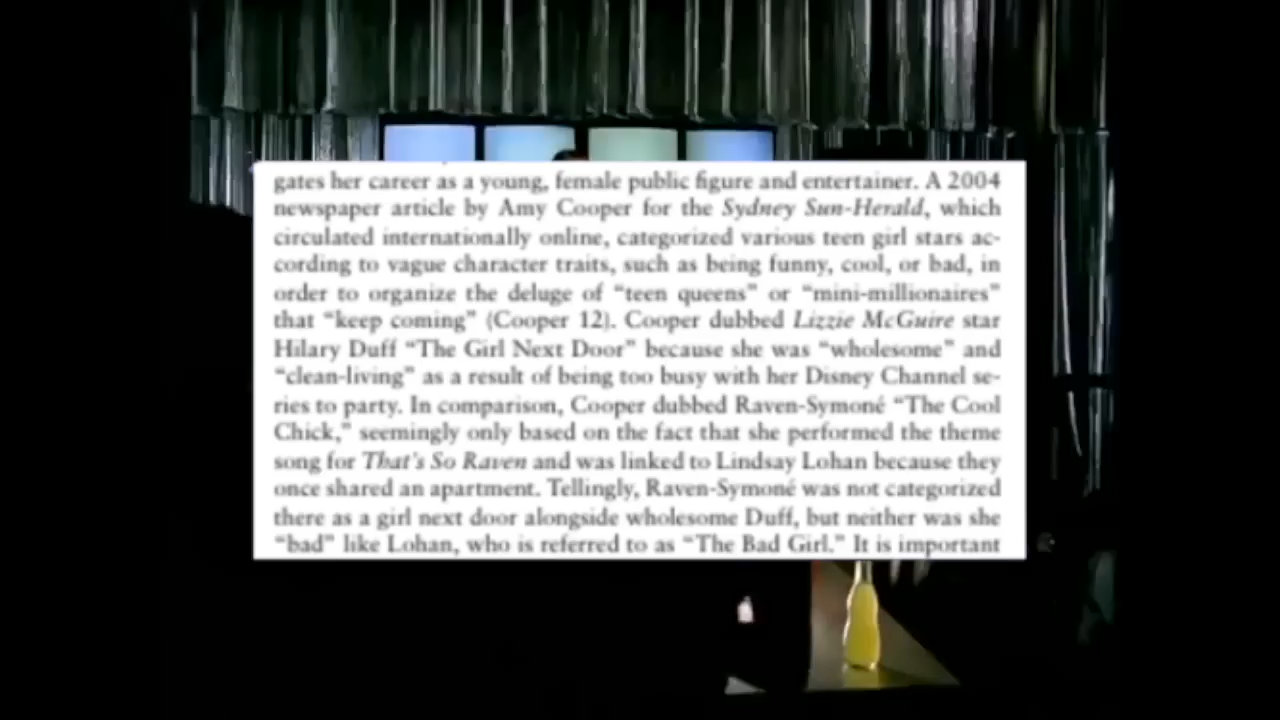 gates her career as a young, female public figure and entertainer. A 2004
newspaper article by Amy Cooper for the Sydney Sun-Herald, which
circulated internationally online, categorized various teen girl stars ac-
cording to vague character traits, such as being funny, cool, or bad, in
order to organize the deluge of “teen queens” or “mini-millionaires”
that “keep coming” (Cooper 12). Cooper dubbed Lizzie McGuire star
Hilary Duff “The Girl Next Door” because she was “wholesome” and
“clean-living” as a result of being too busy with her Disney Channel se-
ries to party. In comparison, Cooper dubbed Raven-Symoné “The Cool
Chick,” seemingly only based on the fact that she performed the theme
song for That’s So Raven and was linked to Lindsay Lohan because they
once shared an apartment. Tellingly, Raven-Symoné was not categorized
there as a girl next door alongside wholesome Duff, but neither was she
“bad” like Lohan, who is referred to as “The Bad Girl.” It is important